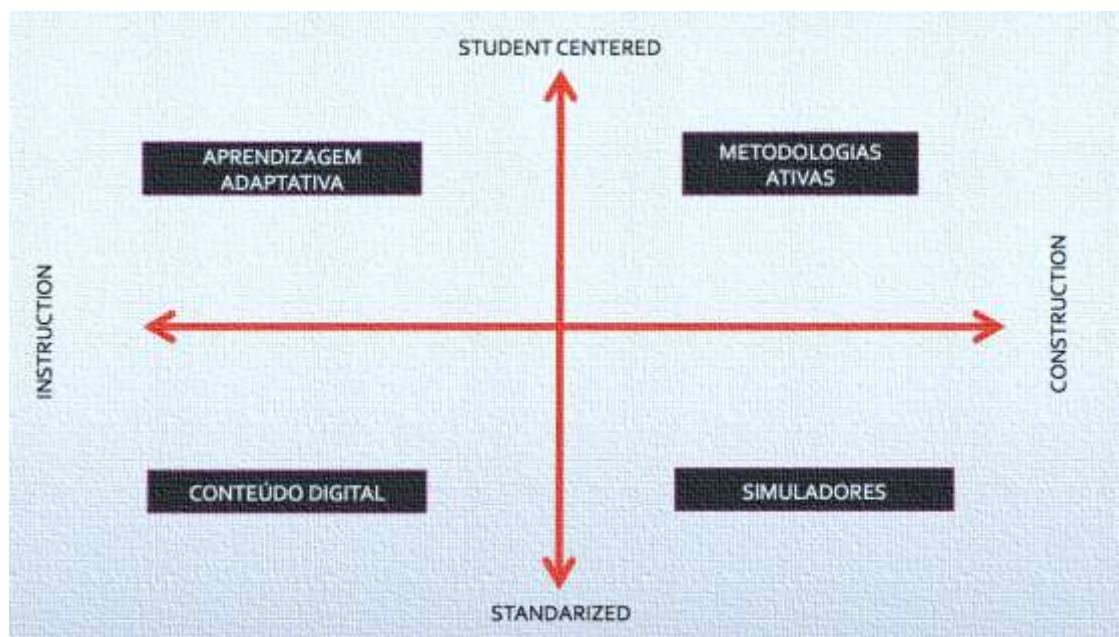 STUDENT CENTERED
APRENDIZAGEM
ADAPTATIVA
METODOLOGIAS
ATIVAS
INSTRUCTION
CONSTRUCTION
CONTEÚDO DIGITAL
SIMULADORES
STANDARIZED